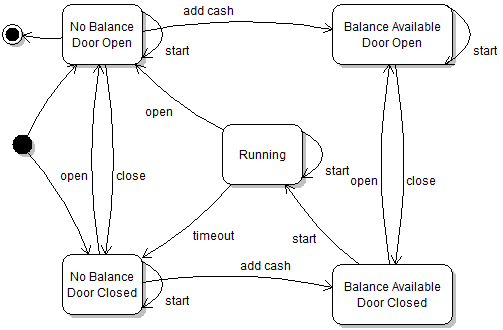 No Balance
Door Open
add cash
Balance Available
Door Open
start
start
open
Running
start
open
close
open
close
timeout
start
No Balance
Door Closed
add cash
start
Balance Available
Door Closed